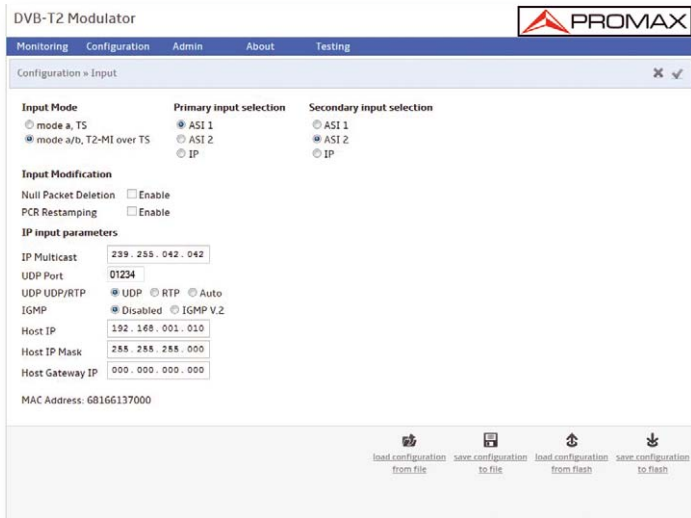 DVB-T2 Modulator
PROMAX
Monitoring Configuration Admin About Testing
Configuration » Input
Input Mode Primary input selection Secondary input selection
mode a, TS ASI 1 ASI 1
mode a/b, T2-MI over TS ASI 2 ASI 2
IP IP
Input Modification
Null Packet Deletion Enable
PCR Restamping Enable
IP input parameters
IP Multicast 239.255.042.042
UDP Port 01234
UDP UDP/RTP UDP RTP Auto
IGMP Disabled IGMP V.2
Host IP 192.168.001.010
Host IP Mask 255.255.255.000
Host Gateway IP 000.000.000.000
MAC Address: 68166137000
load configuration save configuration load configuration save configuration
from file to file from flash to flash